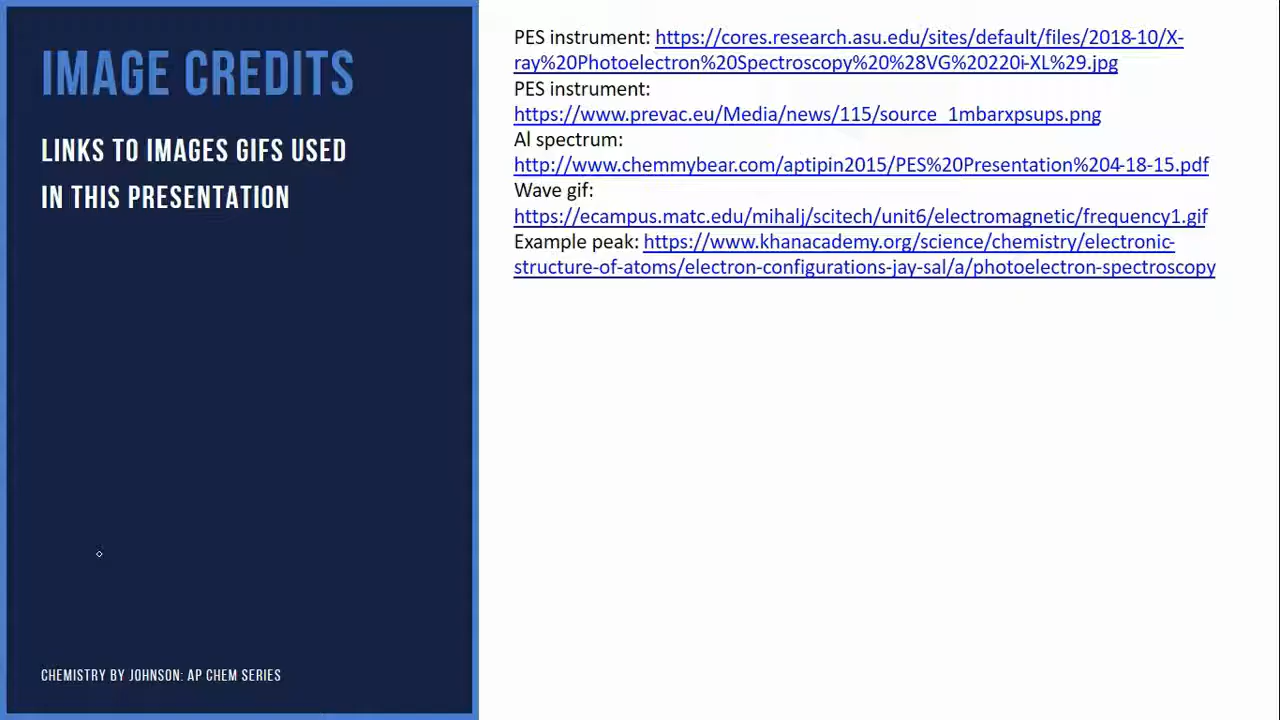 IMAGE CREDITS
LINKS TO IMAGES GIFS USED
IN THIS PRESENTATION
CHEMISTRY BY JOHNSON: AP CHEM SERIES
PES instrument: https://cores.research.asu.edu/sites/default/files/2018-10/X-
ray%20Photoelectron%20Spectroscopy%20%28VG%20220i-XL%29.jpg
PES instrument:
https://www.prevac.eu/Media/news/115/source_1mbarxpsups.png
Al spectrum:
http://www.chemmybear.com/aptipin2015/PES%20Presentation%204-18-15.pdf
Wave gif:
https://ecampus.matc.edu/mihalj/scitech/unit6/electromagnetic/frequency1.gif
Example peak: https://www.khanacademy.org/science/chemistry/electronic-
structure-of-atoms/electron-configurations-jay-sal/a/photoelectron-spectroscopy